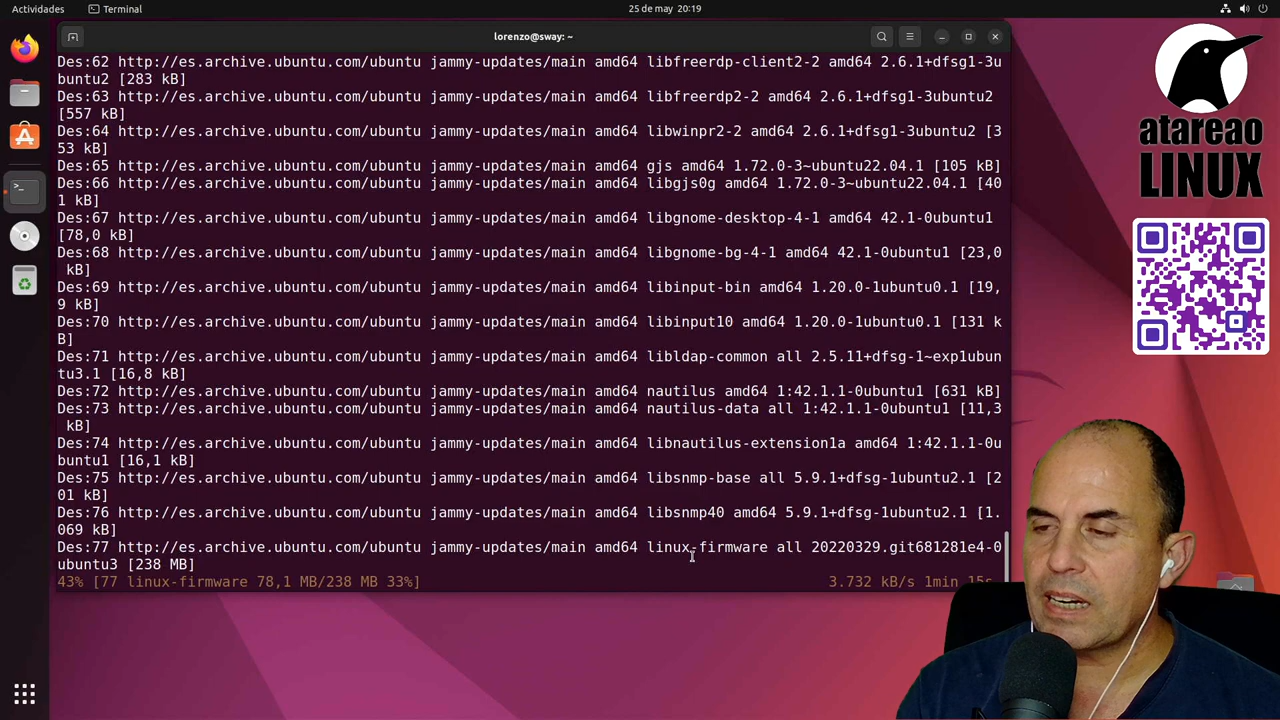 Actividades
Terminal
25 de may 20:19
lorenzo@sway: ~
Des:62 http://es.archive.ubuntu.com/ubuntu jammy-updates/main amd64 libfreerdp-client2-2 amd64 2.6.1+dfsg1-3u
buntu2 [283 kB]
Des:63 http://es.archive.ubuntu.com/ubuntu jammy-updates/main amd64 libfreerdp2-2 amd64 2.6.1+dfsg1-3ubuntu2
[557 kB]
Des:64 http://es.archive.ubuntu.com/ubuntu jammy-updates/main amd64 libwinpr2-2 amd64 2.6.1+dfsg1-3ubuntu2 [3
53 kB]
Des:65 http://es.archive.ubuntu.com/ubuntu jammy-updates/main amd64 gjs amd64 1.72.0-3~ubuntu22.04.1 [105 kB]
Des:66 http://es.archive.ubuntu.com/ubuntu jammy-updates/main amd64 libgjs0g amd64 1.72.0-3~ubuntu22.04.1 [40
1 kB]
Des:67 http://es.archive.ubuntu.com/ubuntu jammy-updates/main amd64 libgnome-desktop-4-1 amd64 42.1-0ubuntu1
[78,0 kB]
Des:68 http://es.archive.ubuntu.com/ubuntu jammy-updates/main amd64 libgnome-bg-4-1 amd64 42.1-0ubuntu1 [23,0
kB]
Des:69 http://es.archive.ubuntu.com/ubuntu jammy-updates/main amd64 libinput-bin amd64 1.20.0-1ubuntu0.1 [19,
9 kB]
Des:70 http://es.archive.ubuntu.com/ubuntu jammy-updates/main amd64 libinput10 amd64 1.20.0-1ubuntu0.1 [131 k
B]
Des:71 http://es.archive.ubuntu.com/ubuntu jammy-updates/main amd64 libldap-common all 2.5.11+dfsg-1~exp1ubun
tu3.1 [16,8 kB]
Des:72 http://es.archive.ubuntu.com/ubuntu jammy-updates/main amd64 nautilus amd64 1:42.1.1-0ubuntu1 [631 kB]
Des:73 http://es.archive.ubuntu.com/ubuntu jammy-updates/main amd64 nautilus-data all 1:42.1.1-0ubuntu1 [11,3
kB]
Des:74 http://es.archive.ubuntu.com/ubuntu jammy-updates/main amd64 libnautilus-extension1a amd64 1:42.1.1-0u
buntu1 [16,1 kB]
Des:75 http://es.archive.ubuntu.com/ubuntu jammy-updates/main amd64 libsnmp-base all 5.9.1+dfsg-1ubuntu2.1 [2
01 kB]
Des:76 http://es.archive.ubuntu.com/ubuntu jammy-updates/main amd64 libsnmp40 amd64 5.9.1+dfsg-1ubuntu2.1 [1.
069 kB]
Des:77 http://es.archive.ubuntu.com/ubuntu jammy-updates/main amd64 linux-firmware all 20220329.git681281e4-0
ubuntu3 [238 MB]
43% [77 linux-firmware 78,1 MB/238 MB 33%] 3.732 kB/s 1min 15s
atareao
LINUX